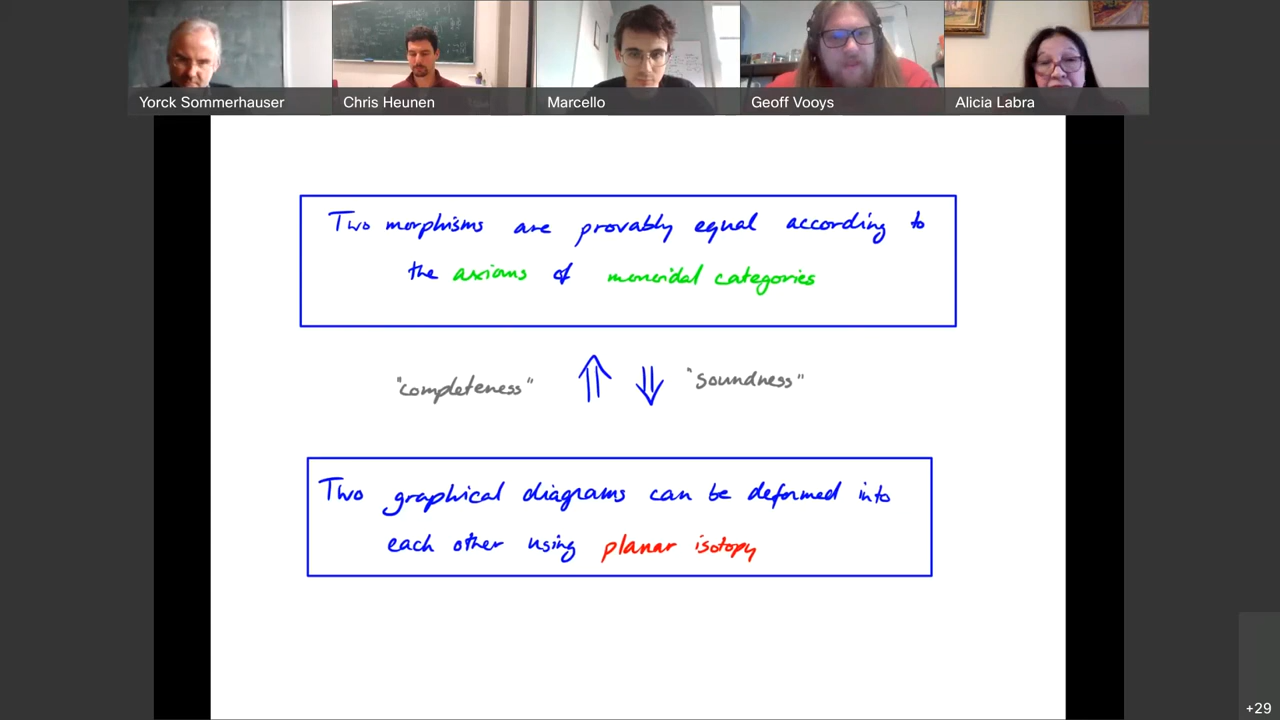 Yorck Sommerhauser
Chris Heunen
Marcello
Geoff Vooys
Alicia Labra
Two morphisms are provably equal according to
the axioms of monoidal categories
"completeness" ⇑ ⇓ "soundness"
Two graphical diagrams can be deformed into
each other using planar isotopy
+29